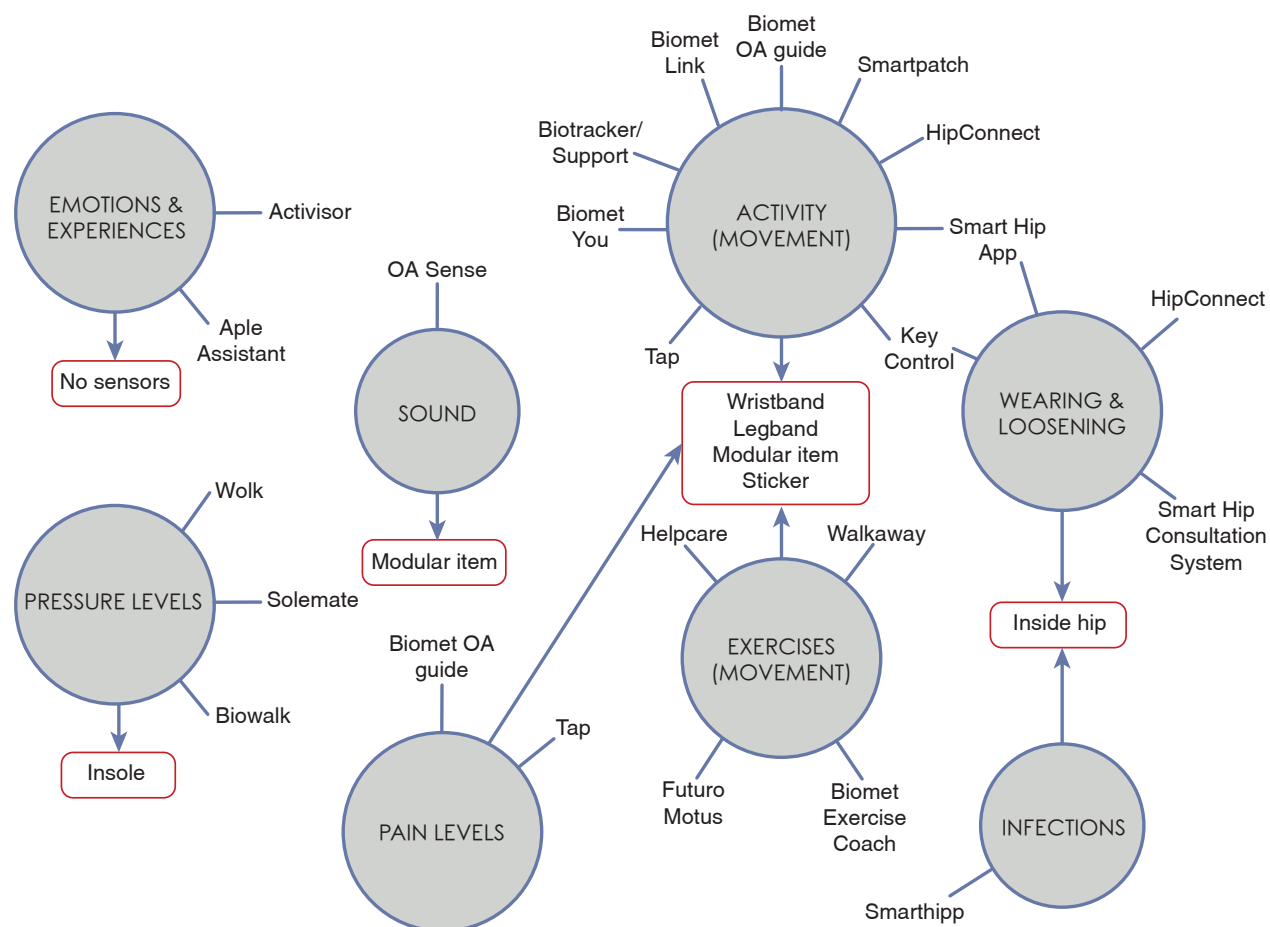 EMOTIONS &
EXPERIENCES
Activisor
Aple
Assistant
No sensors
OA Sense
SOUND
Modular item
PRESSURE LEVELS
Wolk
Solemate
Biowalk
Insole
Biomet OA
guide
Tap
PAIN LEVELS
Biomet
Link
Biomet
OA guide
Smartpatch
HipConnect
Biotracker/
Support
Biomet
You
Tap
ACTIVITY
(MOVEMENT)
Smart Hip
App
Key
Control
Wristband
Legband
Modular item
Sticker
Helpcare
Walkaway
EXERCISES
(MOVEMENT)
Futuro
Motus
Biomet
Exercise
Coach
HipConnect
WEARING &
LOOSENING
Smart Hip
Consultation
System
Inside hip
INFECTIONS
Smarthipp